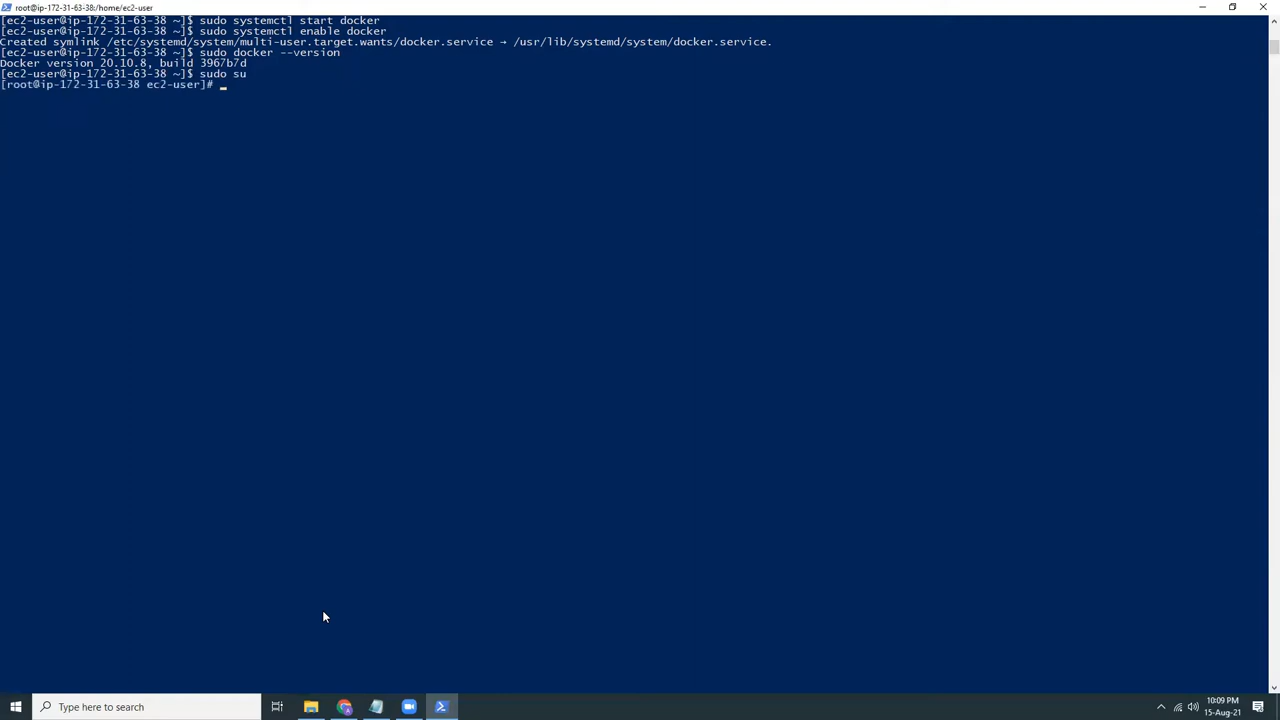 root@ip-172-31-63-38:/home/ec2-user
[ec2-user@ip-172-31-63-38 ~]$ sudo systemctl start docker
[ec2-user@ip-172-31-63-38 ~]$ sudo systemctl enable docker
Created symlink /etc/systemd/system/multi-user.target.wants/docker.service → /usr/lib/systemd/system/docker.service.
[ec2-user@ip-172-31-63-38 ~]$ sudo docker --version
Docker version 20.10.8, build 3967b7d
[ec2-user@ip-172-31-63-38 ~]$ sudo su
[root@ip-172-31-63-38 ec2-user]# _
Type here to search
10:09 PM
15-Aug-21